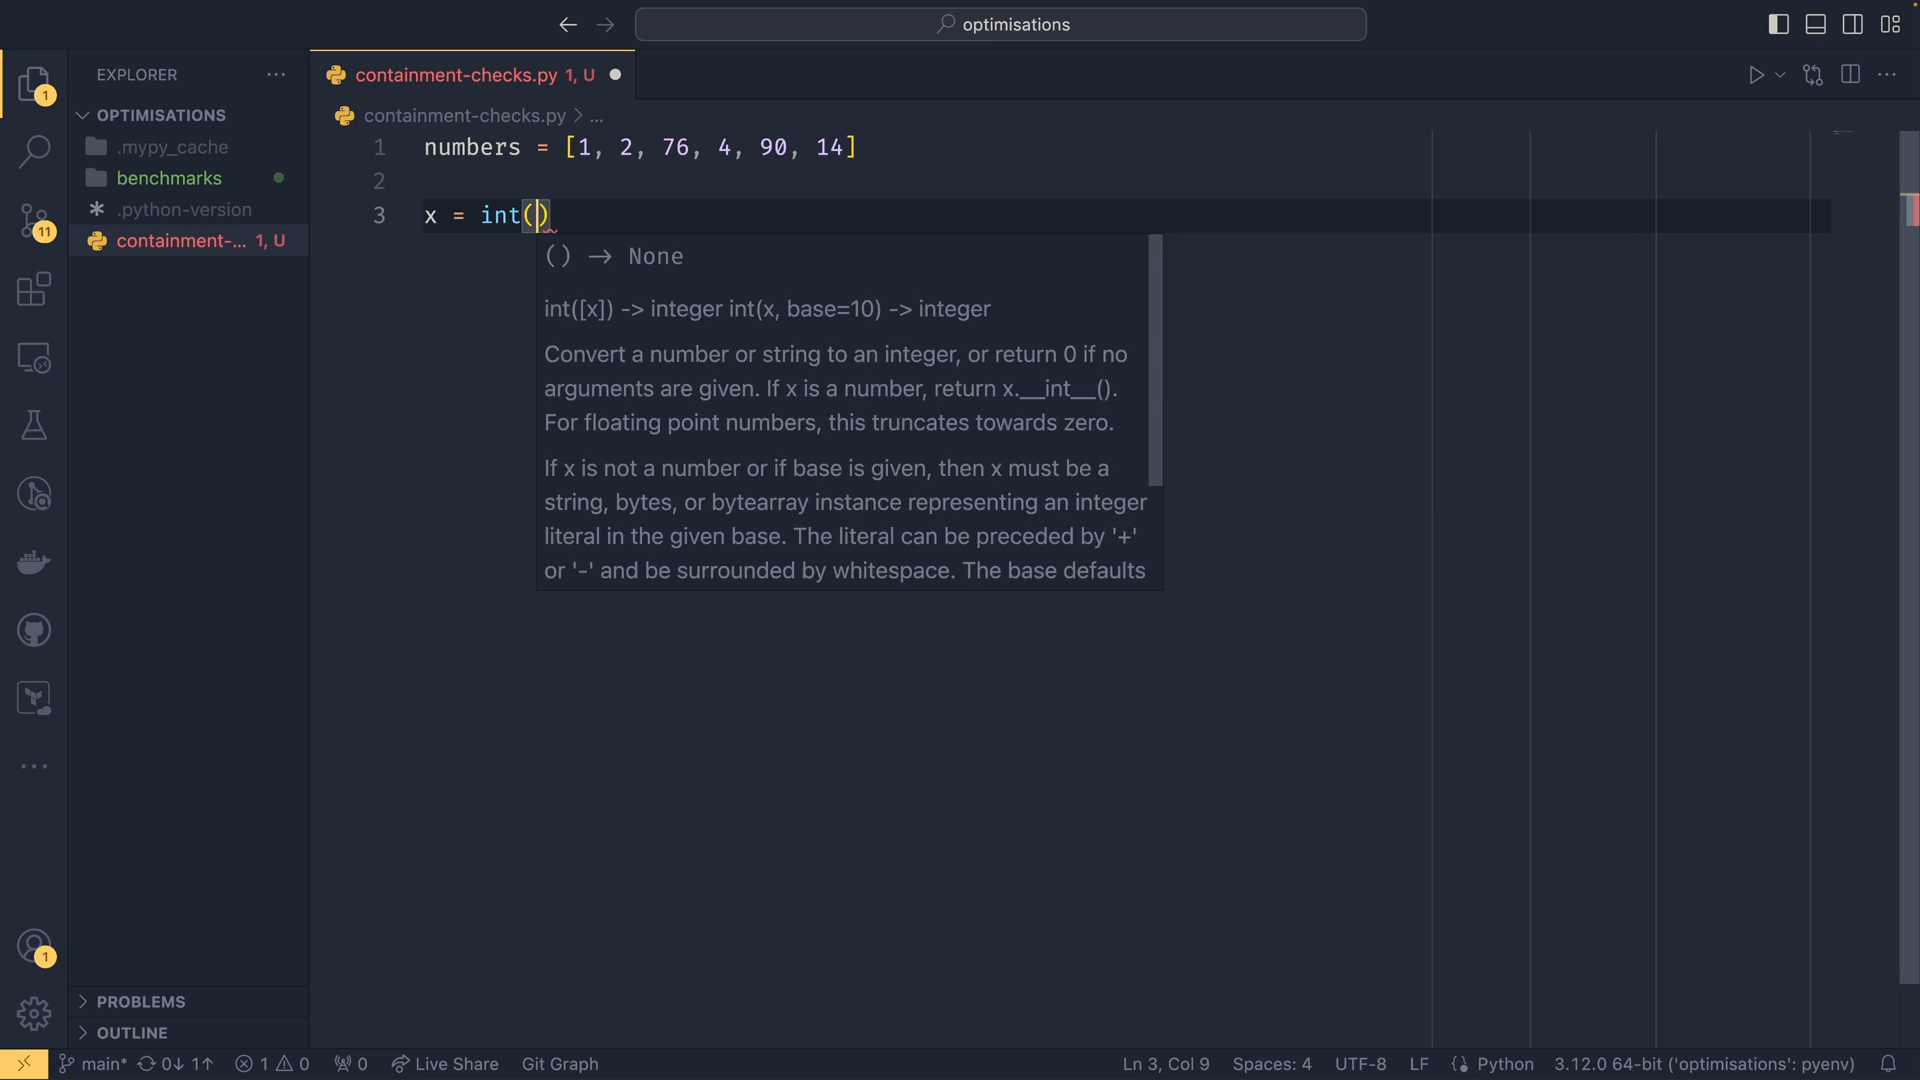 optimisations
EXPLORER
containment-checks.py 1, U
1
OPTIMISATIONS
containment-checks.py > ...
.mypy_cache
1 numbers = [1, 2, 76, 4, 90, 14]
benchmarks
2
.python-version
3 x = int()
11
containment-... 1, U
() → None
int([x]) -> integer int(x, base=10) -> integer
Convert a number or string to an integer, or return 0 if no
arguments are given. If x is a number, return x.__int__().
For floating point numbers, this truncates towards zero.
If x is not a number or if base is given, then x must be a
string, bytes, or bytearray instance representing an integer
literal in the given base. The literal can be preceded by '+'
or '-' and be surrounded by whitespace. The base defaults
1
PROBLEMS
OUTLINE
main* 0↓ 1↑ 1 0 0 Live Share Git Graph Ln 3, Col 9 Spaces: 4 UTF-8 LF Python 3.12.0 64-bit ('optimisations': pyenv)